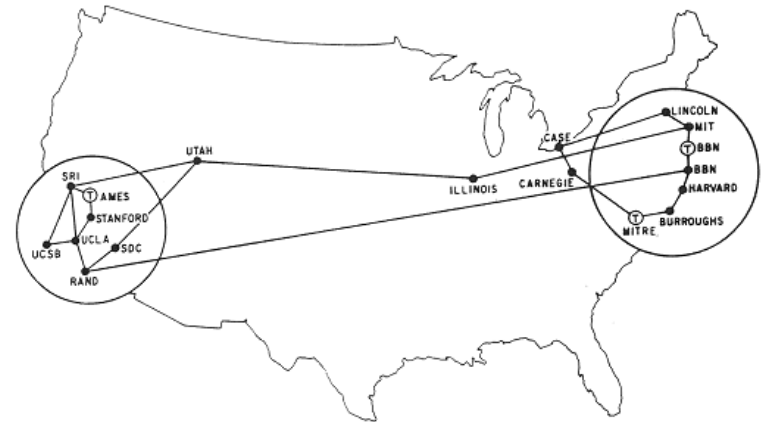 LINCOLN
MIT
CASE
T BBN
UTAH
BBN
SRI
ILLINOIS
CARNEGIE
T AMES
HARVARD
STANFORD
T
BURROUGHS
MITRE
UCLA
SDC
UCSB
RAND